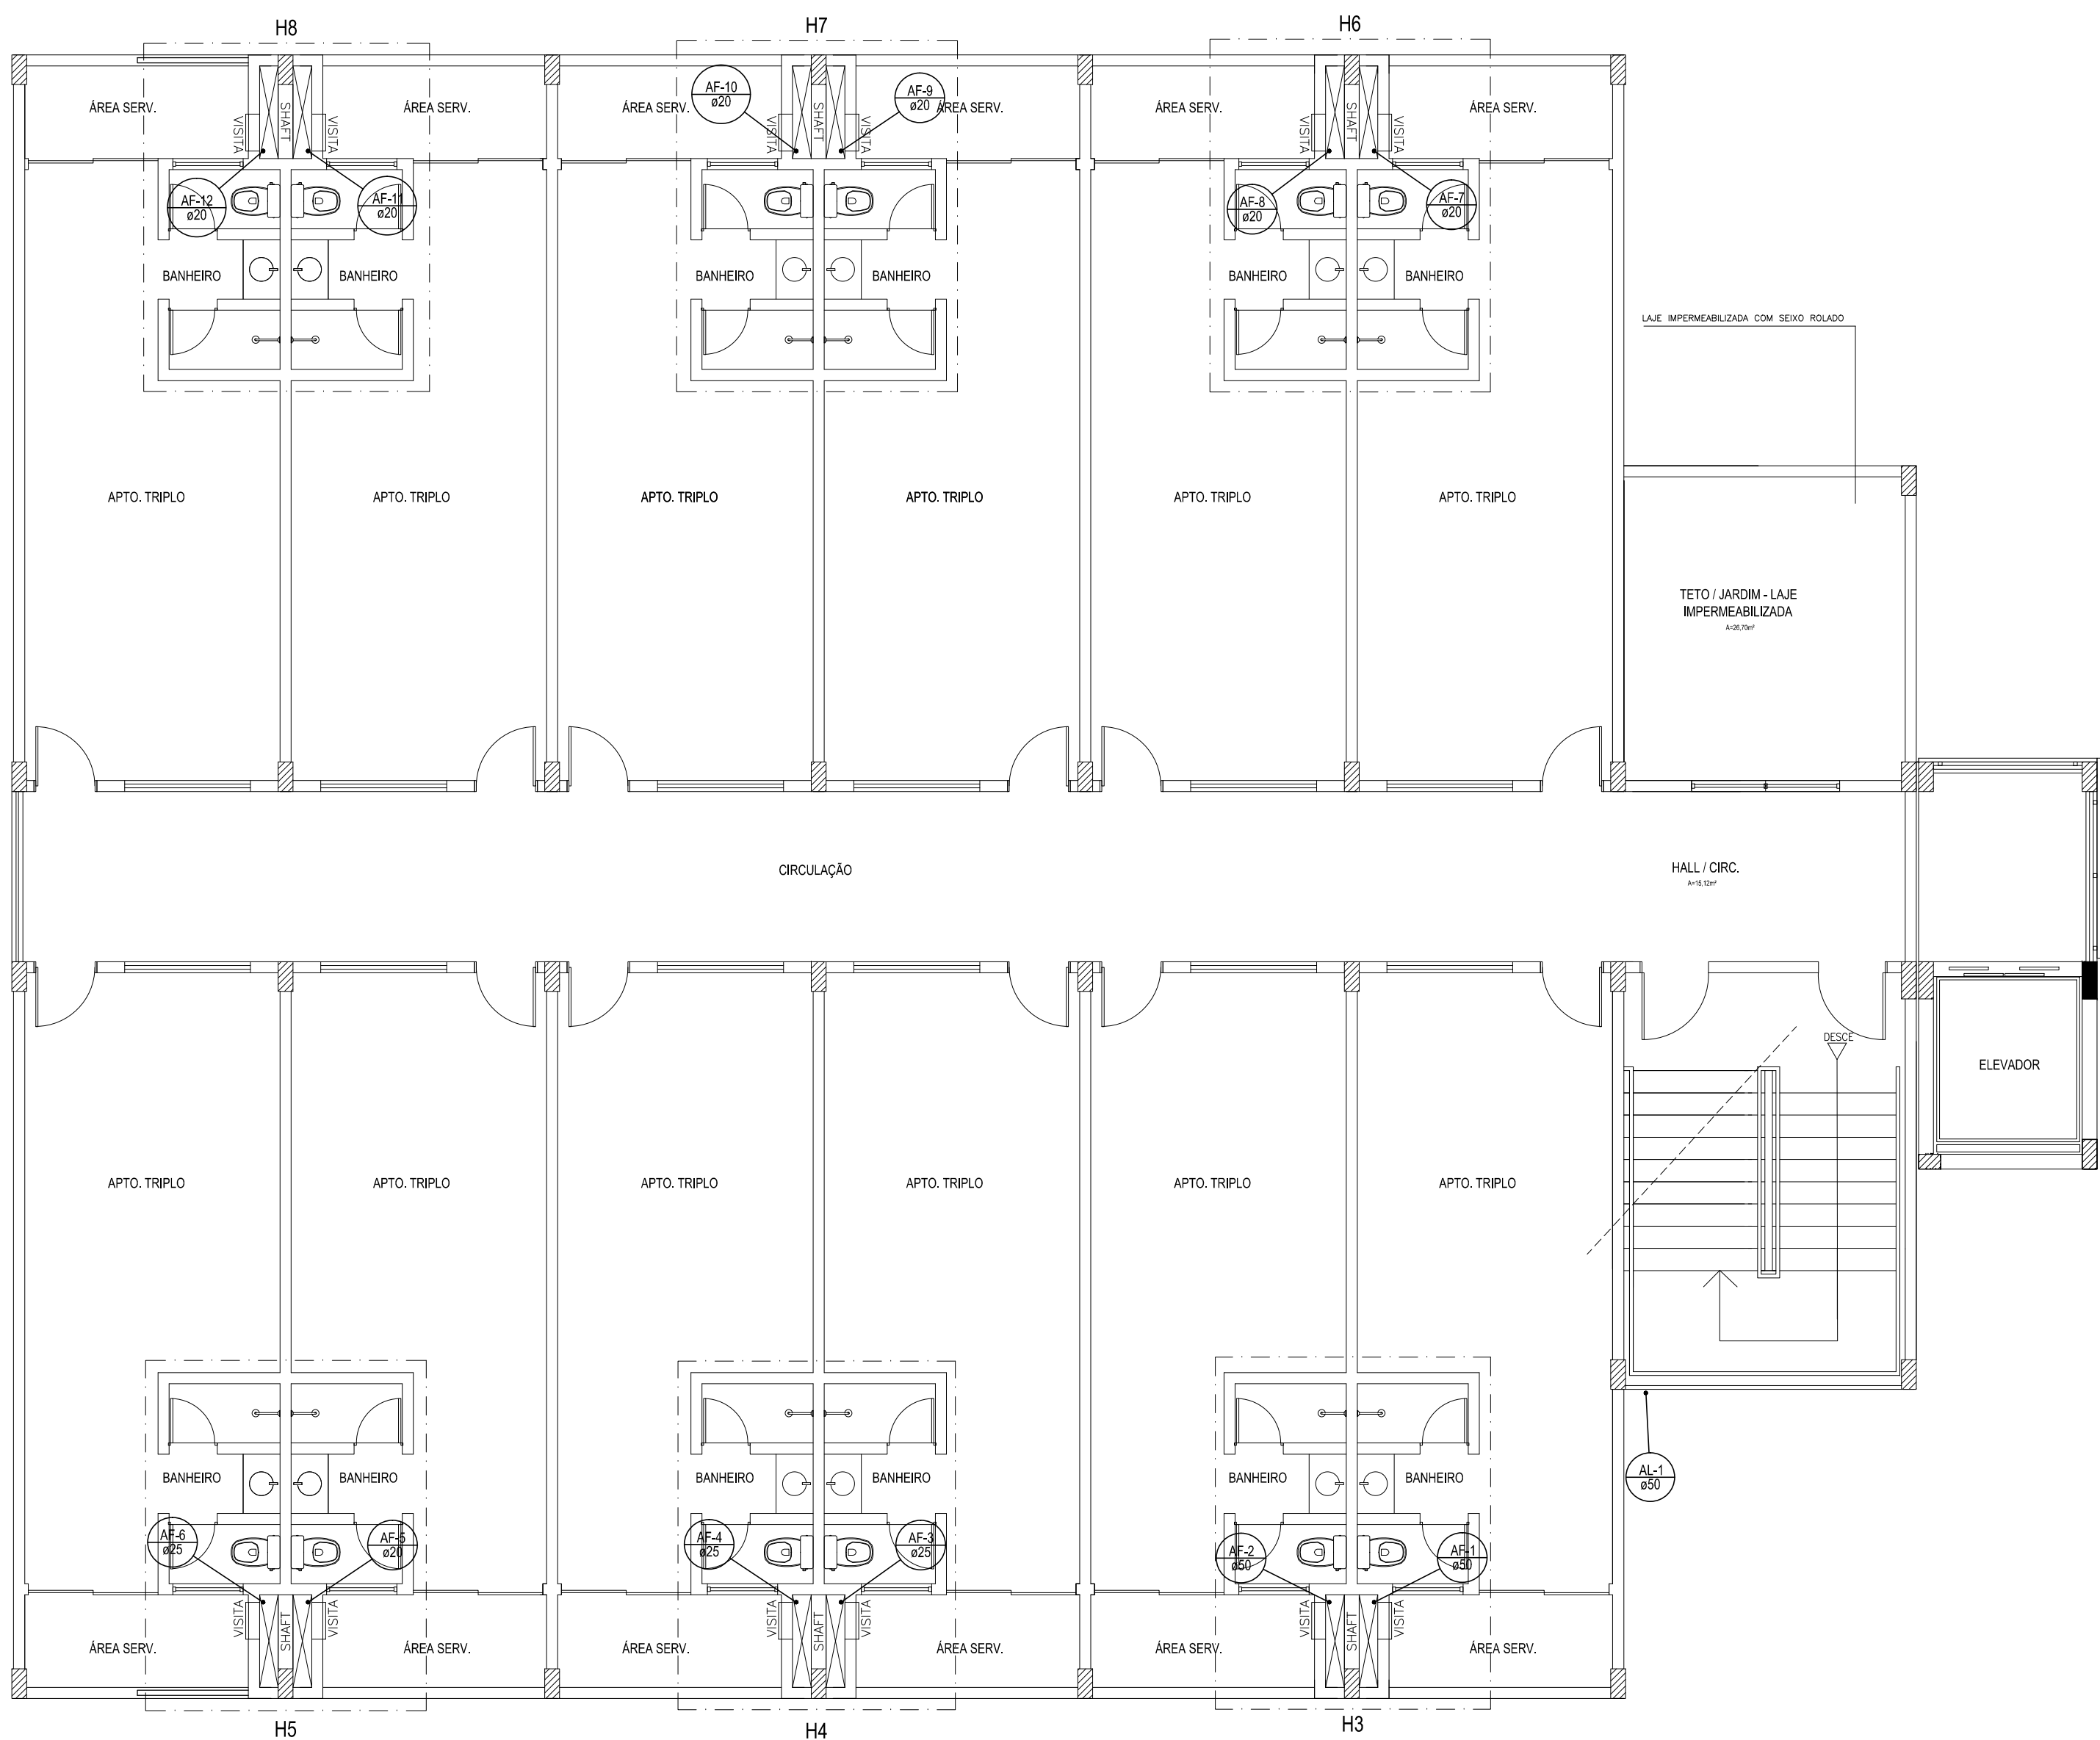 H8
H7
H6
AF-10
ø20
AF-9
ø20
ÁREA SERV.
SHAFT
ÁREA SERV.
ÁREA SERV.
SHAFT
ÁREA SERV.
ÁREA SERV.
SHAFT
ÁREA SERV.
VISITA
VISITA
VISITA
VISITA
VISITA
VISITA
AF-12
ø20
AF-11
ø20
AF-8
ø20
AF-7
ø20
BANHEIRO
BANHEIRO
BANHEIRO
BANHEIRO
BANHEIRO
BANHEIRO
LAJE IMPERMEABILIZADA COM SEIXO ROLADO
APTO. TRIPLO
APTO. TRIPLO
APTO. TRIPLO
APTO. TRIPLO
APTO. TRIPLO
APTO. TRIPLO
TETO / JARDIM - LAJE
IMPERMEABILIZADA
A=26,70m²
CIRCULAÇÃO
HALL / CIRC.
A=15,12m²
DESCE
ELEVADOR
APTO. TRIPLO
APTO. TRIPLO
APTO. TRIPLO
APTO. TRIPLO
APTO. TRIPLO
APTO. TRIPLO
BANHEIRO
BANHEIRO
BANHEIRO
BANHEIRO
BANHEIRO
BANHEIRO
AL-1
ø50
AF-6
ø25
AF-5
ø20
AF-4
ø25
AF-3
ø25
AF-2
ø50
AF-1
ø50
VISITA
VISITA
VISITA
VISITA
VISITA
VISITA
ÁREA SERV.
SHAFT
ÁREA SERV.
ÁREA SERV.
SHAFT
ÁREA SERV.
ÁREA SERV.
SHAFT
ÁREA SERV.
H5
H4
H3